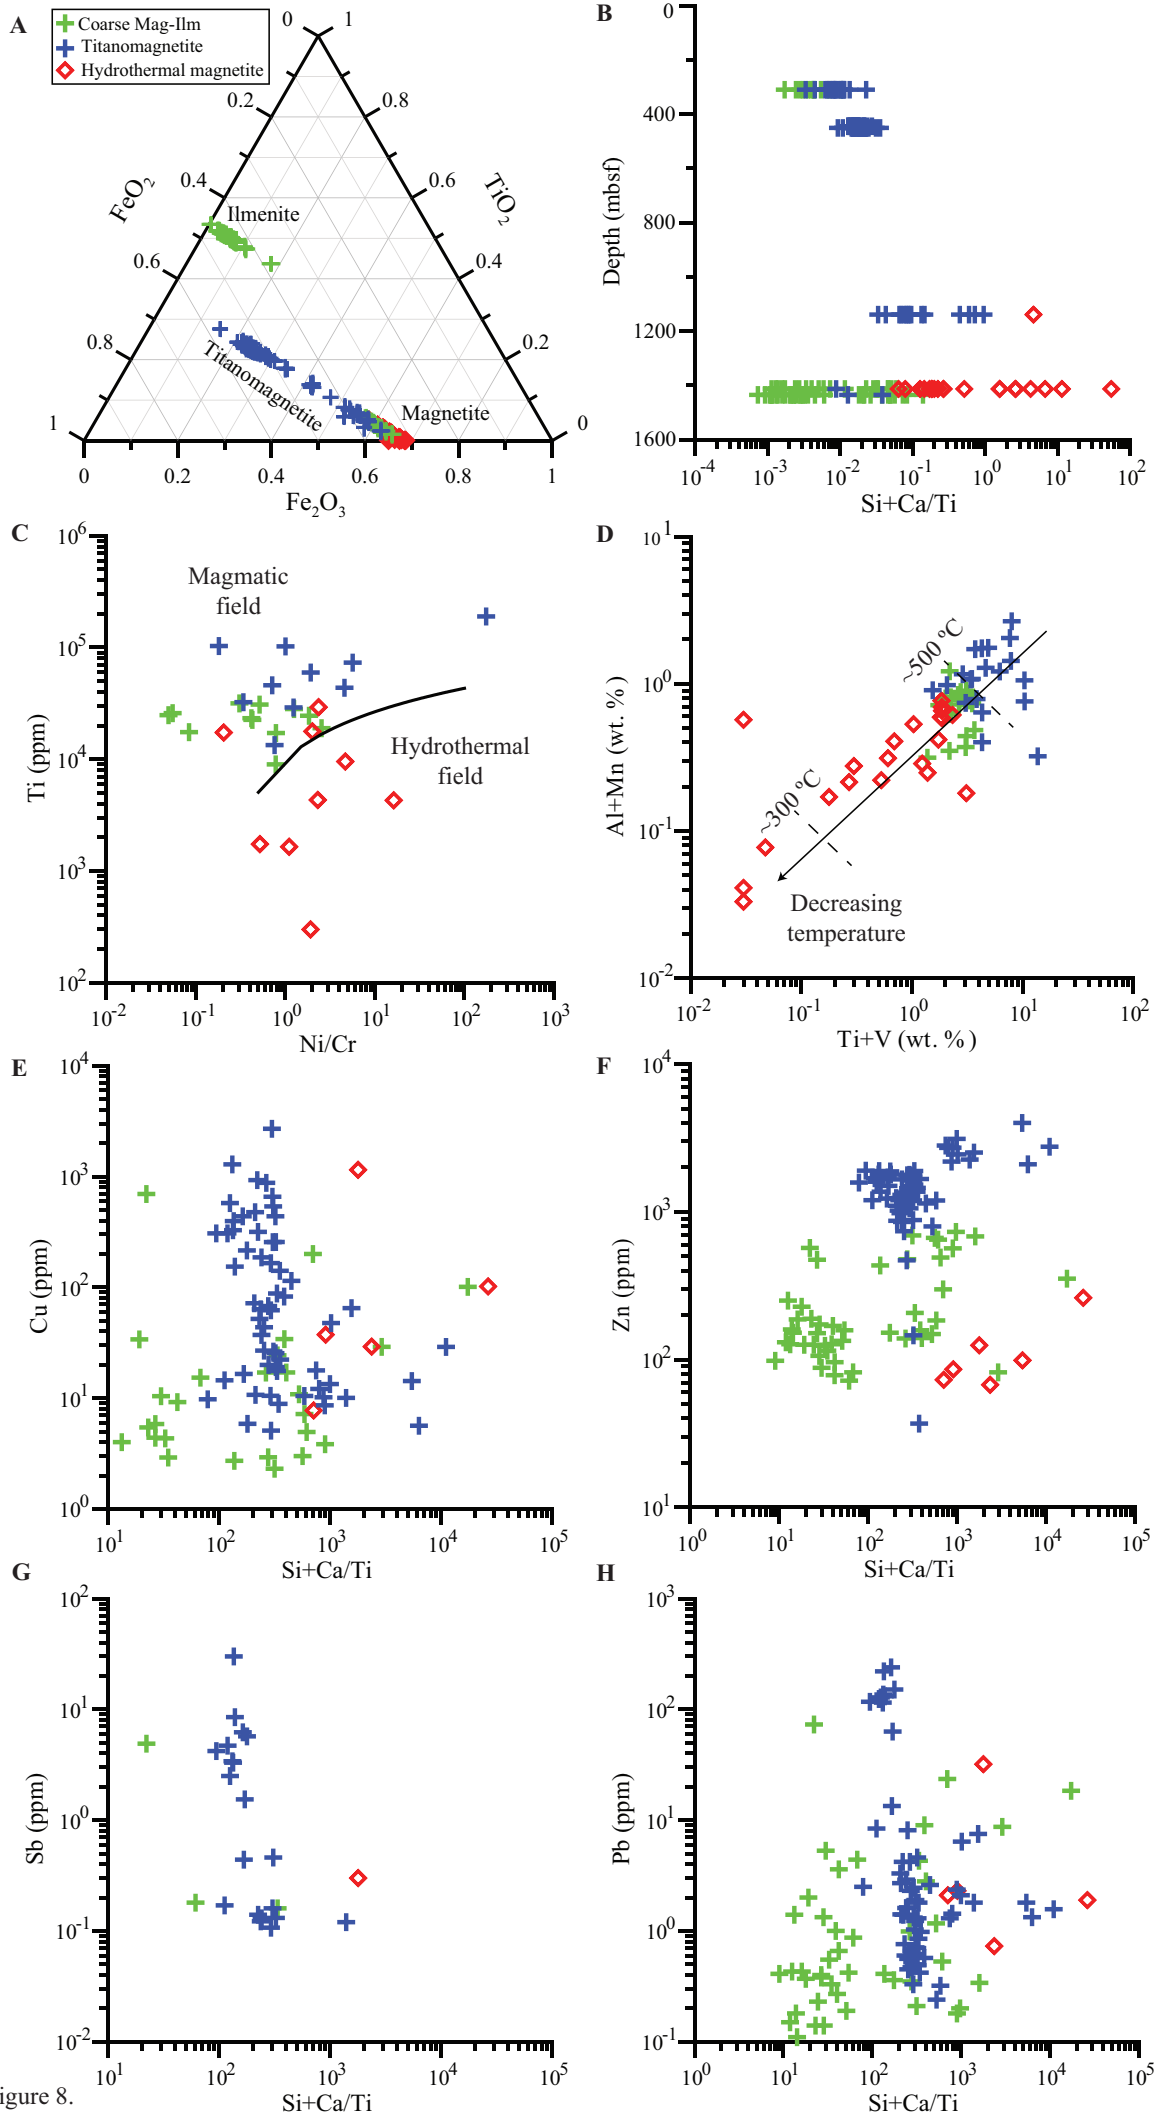 A
Coarse Mag-Ilm
Titanomagnetite
Hydrothermal magnetite
0 1
0.2 0.8
0.4 0.6
0.6 0.4
0.8 0.2
1 0
FeO2
TiO2
Ilmenite
Titanomagnetite
Magnetite
0 0.2 0.4 0.6 0.8 1
Fe2O3
B
0
400
800
1200
1600
Depth (mbsf)
10-4 10-3 10-2 10-1 100 101 102
Si+Ca/Ti
C
106
105
104
103
102
Ti (ppm)
Magmatic
field
Hydrothermal
field
10-2 10-1 100 101 102 103
Ni/Cr
D
101
100
10-1
10-2
Al+Mn (wt. %)
~500 ºC
~300 ºC
Decreasing
temperature
10-2 10-1 100 101 102
Ti+V (wt. %)
E
104
103
102
101
100
Cu (ppm)
101 102 103 104 105
Si+Ca/Ti
F
104
103
102
101
Zn (ppm)
100 101 102 103 104 105
Si+Ca/Ti
G
102
101
100
10-1
10-2
Sb (ppm)
101 102 103 104 105
Si+Ca/Ti
H
103
102
101
100
10-1
Pb (ppm)
100 101 102 103 104 105
Si+Ca/Ti
igure 8.